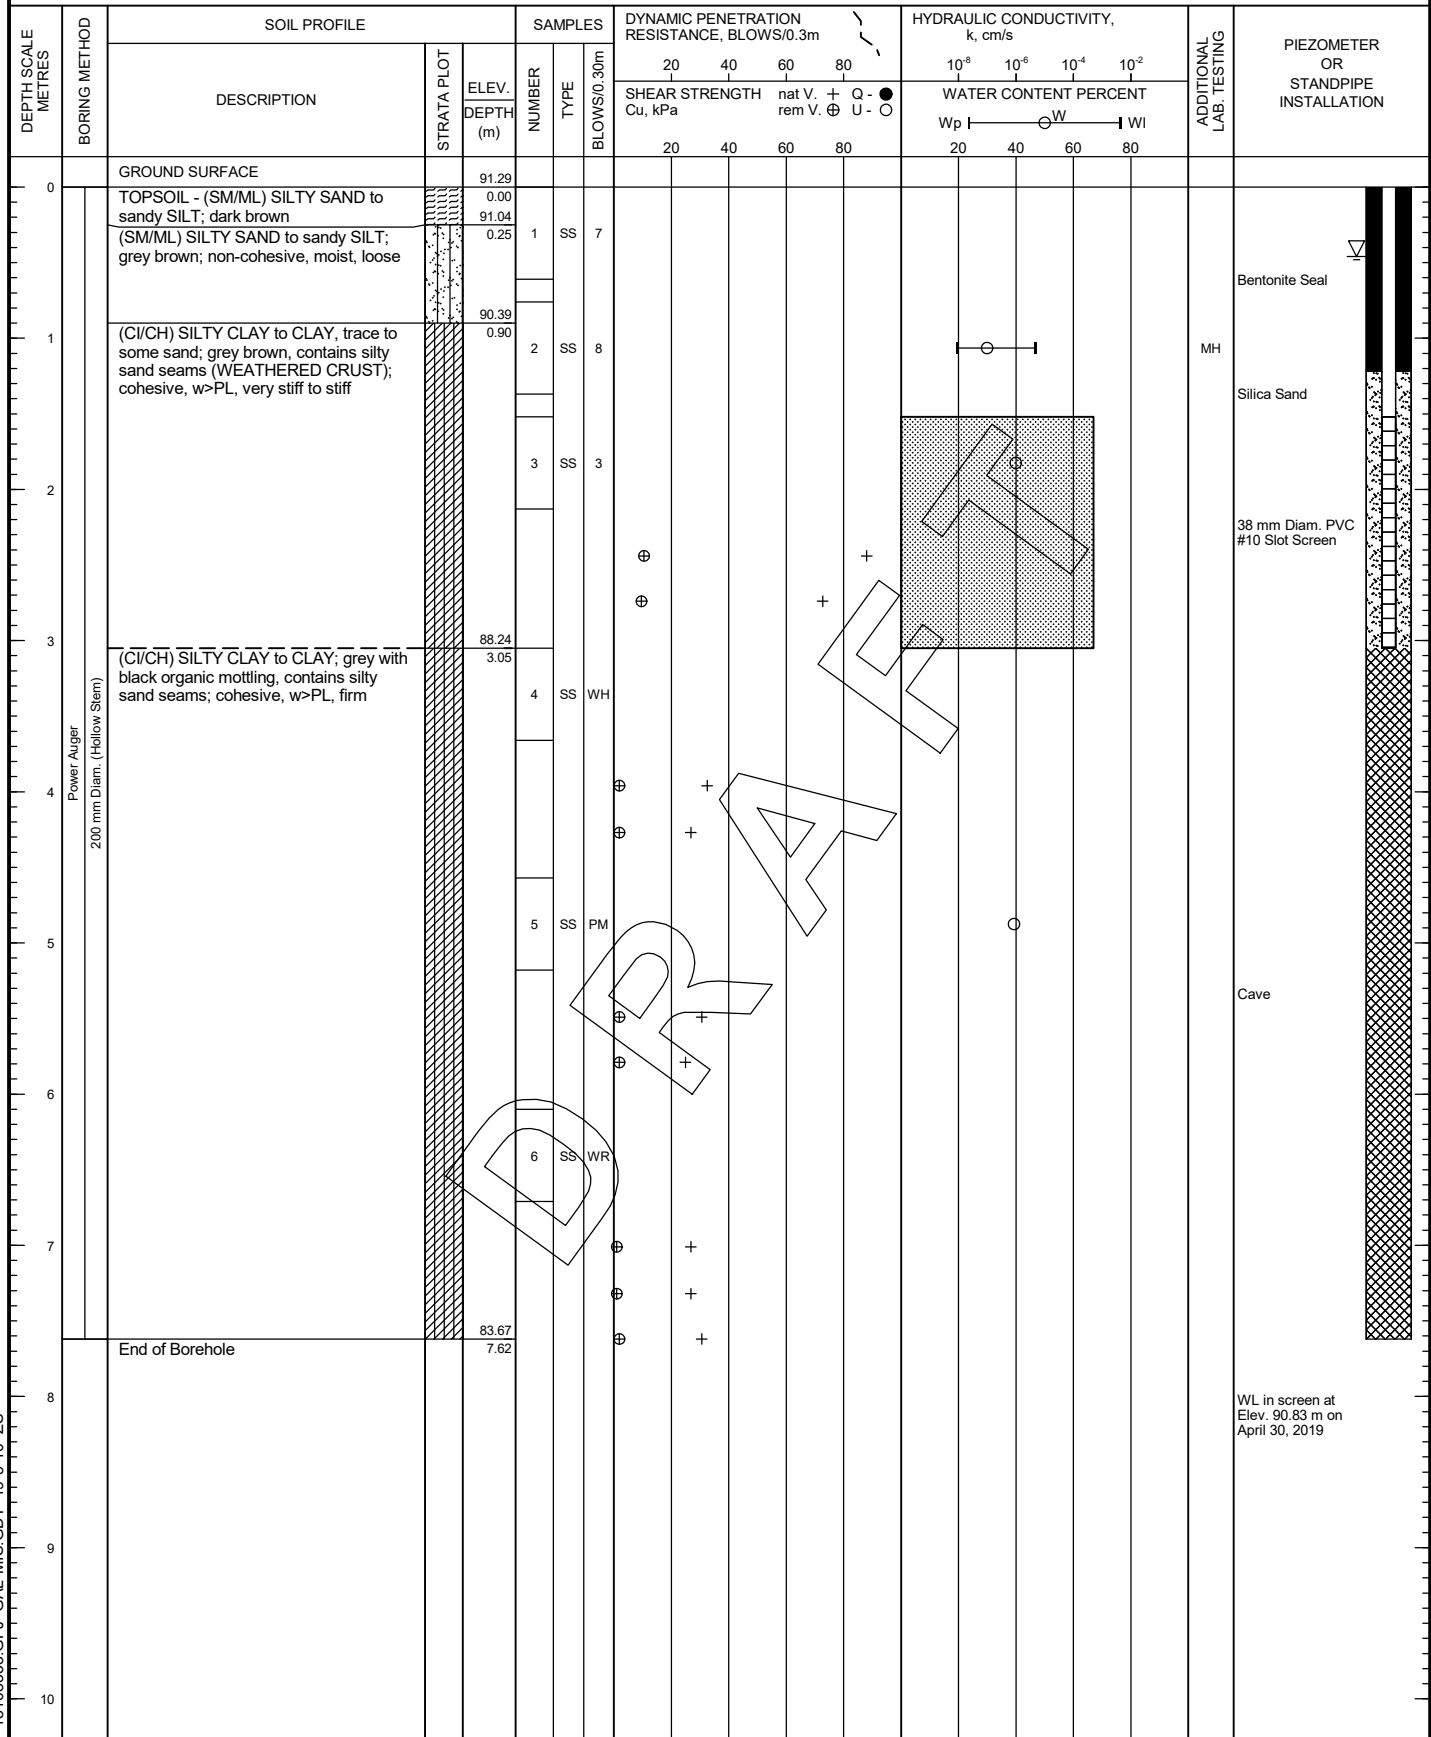 DEPTH SCALE
METRES
BORING METHOD
SOIL PROFILE
DESCRIPTION
STRATA PLOT
ELEV.
DEPTH
(m)
SAMPLES
NUMBER
TYPE
BLOWS/0.30m
DYNAMIC PENETRATION
RESISTANCE, BLOWS/0.3m
20 40 60 80
SHEAR STRENGTH nat V. + Q - ●
Cu, kPa rem V. ⊕ U - ○
20 40 60 80
HYDRAULIC CONDUCTIVITY,
k, cm/s
10⁻⁸ 10⁻⁶ 10⁻⁴ 10⁻²
WATER CONTENT PERCENT
Wp W Wl
20 40 60 80
ADDITIONAL
LAB. TESTING
PIEZOMETER
OR
STANDPIPE
INSTALLATION
GROUND SURFACE
91.29
0
TOPSOIL - (SM/ML) SILTY SAND to
sandy SILT; dark brown
0.00
91.04
(SM/ML) SILTY SAND to sandy SILT;
grey brown; non-cohesive, moist, loose
0.25
1 SS 7
Bentonite Seal
90.39
(CI/CH) SILTY CLAY to CLAY, trace to
some sand; grey brown, contains silty
sand seams (WEATHERED CRUST);
cohesive, w>PL, very stiff to stiff
0.90
1
2 SS 8
MH
Silica Sand
3 SS 3
2
38 mm Diam. PVC
#10 Slot Screen
3
88.24
(CI/CH) SILTY CLAY to CLAY; grey with
black organic mottling, contains silty
sand seams; cohesive, w>PL, firm
3.05
4 SS WH
Power Auger
200 mm Diam. (Hollow Stem)
4
5 SS PM
5
Cave
6
6 SS WR
7
83.67
End of Borehole
7.62
8
WL in screen at
Elev. 90.83 m on
April 30, 2019
9
10
DRAFT